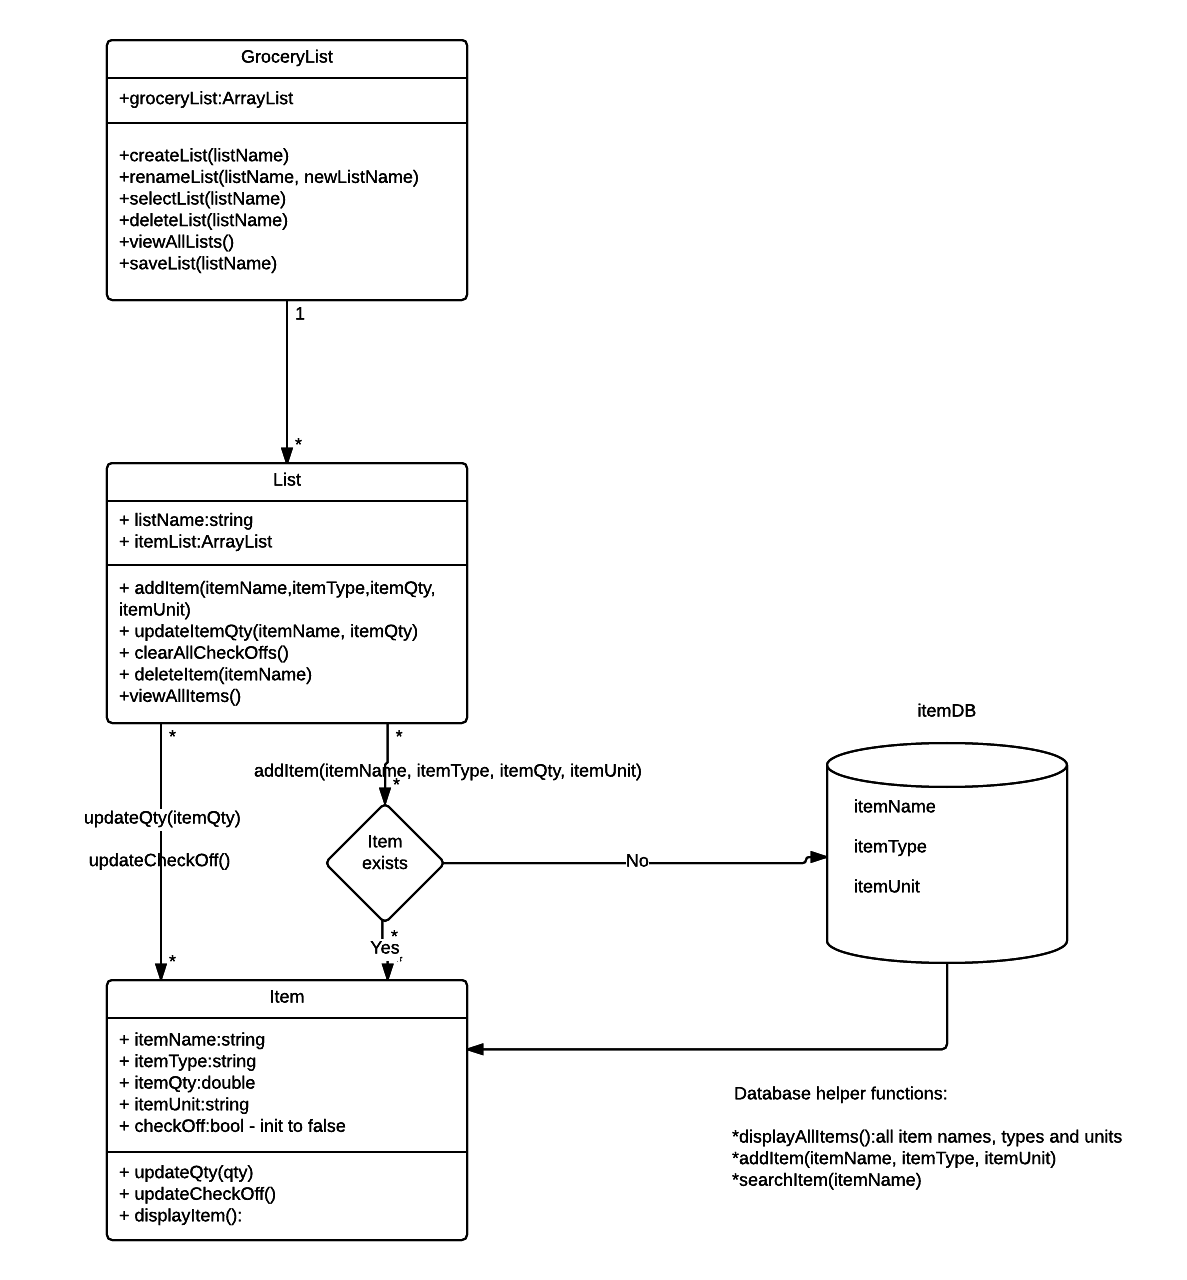 GroceryList
+groceryList:ArrayList
+createList(listName)
+renameList(listName, newListName)
+selectList(listName)
+deleteList(listName)
+viewAllLists()
+saveList(listName)
1
*
List
+ listName:string
+ itemList:ArrayList
+ addItem(itemName,itemType,itemQty,
itemUnit)
+ updateItemQty(itemName, itemQty)
+ clearAllCheckOffs()
+ deleteItem(itemName)
+viewAllItems()
*
*
addItem(itemName, itemType, itemQty, itemUnit)
*
updateQty(itemQty)
updateCheckOff()
Item
exists
No
*
Yes
*
itemDB
itemName
itemType
itemUnit
Item
+ itemName:string
+ itemType:string
+ itemQty:double
+ itemUnit:string
+ checkOff:bool - init to false
+ updateQty(qty)
+ updateCheckOff()
+ displayItem():
Database helper functions:
*displayAllItems():all item names, types and units
*addItem(itemName, itemType, itemUnit)
*searchItem(itemName)